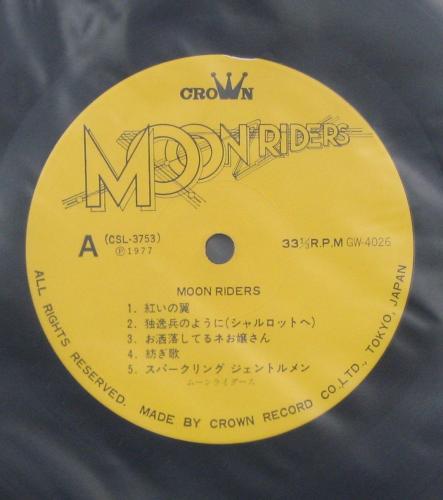 CROWN
MOON RIDERS
A (CSL-3753)
Ⓟ1977
33⅓R.P.M GW-4026
MOON RIDERS
1. 紅いの翼
2. 独逸兵のように(シャルロットへ)
3. お洒落してるネお嬢さん
4. 紡ぎ歌
5. スパークリング ジェントルメン
ムーンライダース
ALL RIGHTS RESERVED. MADE BY CROWN RECORD CO.,LTD., TOKYO, JAPAN